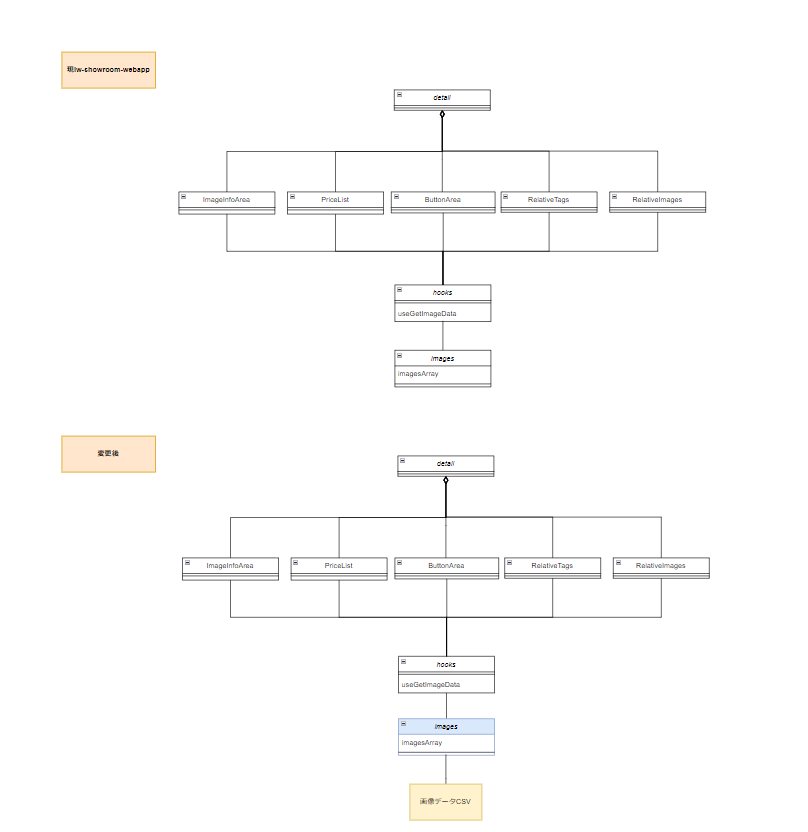 現lw-showroom-webapp
detail
ImageInfoArea
PriceList
ButtonArea
RelativeTags
RelativeImages
hooks
useGetImageData
images
imagesArray
変更後
detail
ImageInfoArea
PriceList
ButtonArea
RelativeTags
RelativeImages
hooks
useGetImageData
images
imagesArray
画像データCSV